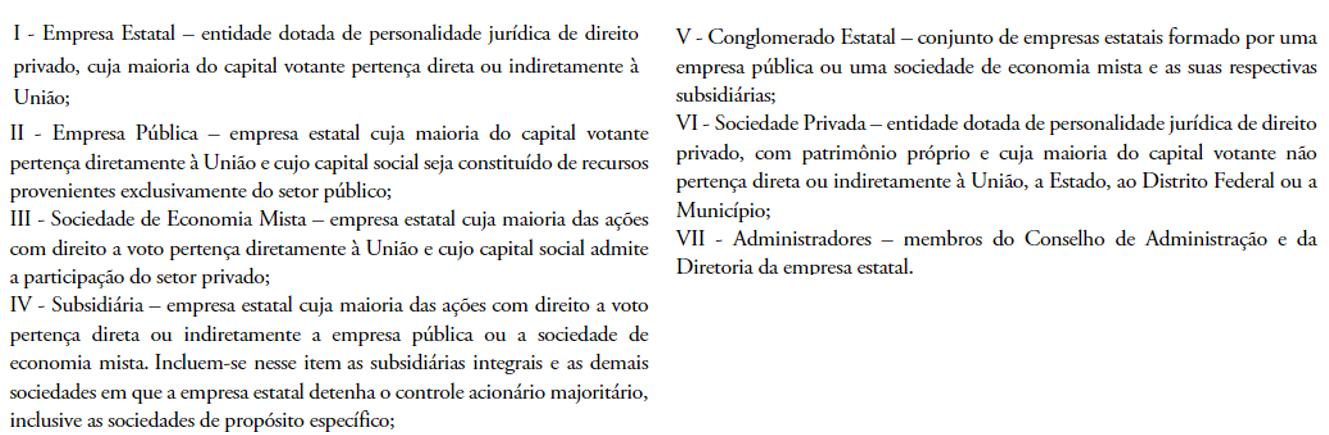 I - Empresa Estatal – entidade dotada de personalidade jurídica de direito
privado, cuja maioria do capital votante pertença direta ou indiretamente à
União;
II - Empresa Pública – empresa estatal cuja maioria do capital votante
pertença diretamente à União e cujo capital social seja constituído de recursos
provenientes exclusivamente do setor público;
III - Sociedade de Economia Mista – empresa estatal cuja maioria das ações
com direito a voto pertença diretamente à União e cujo capital social admite
a participação do setor privado;
IV - Subsidiária – empresa estatal cuja maioria das ações com direito a voto
pertença direta ou indiretamente a empresa pública ou a sociedade de
economia mista. Incluem-se nesse item as subsidiárias integrais e as demais
sociedades em que a empresa estatal detenha o controle acionário majoritário,
inclusive as sociedades de propósito específico;
V - Conglomerado Estatal – conjunto de empresas estatais formado por uma
empresa pública ou uma sociedade de economia mista e as suas respectivas
subsidiárias;
VI - Sociedade Privada – entidade dotada de personalidade jurídica de direito
privado, com patrimônio próprio e cuja maioria do capital votante não
pertença direta ou indiretamente à União, a Estado, ao Distrito Federal ou a
Município;
VII - Administradores – membros do Conselho de Administração e da
Diretoria da empresa estatal.